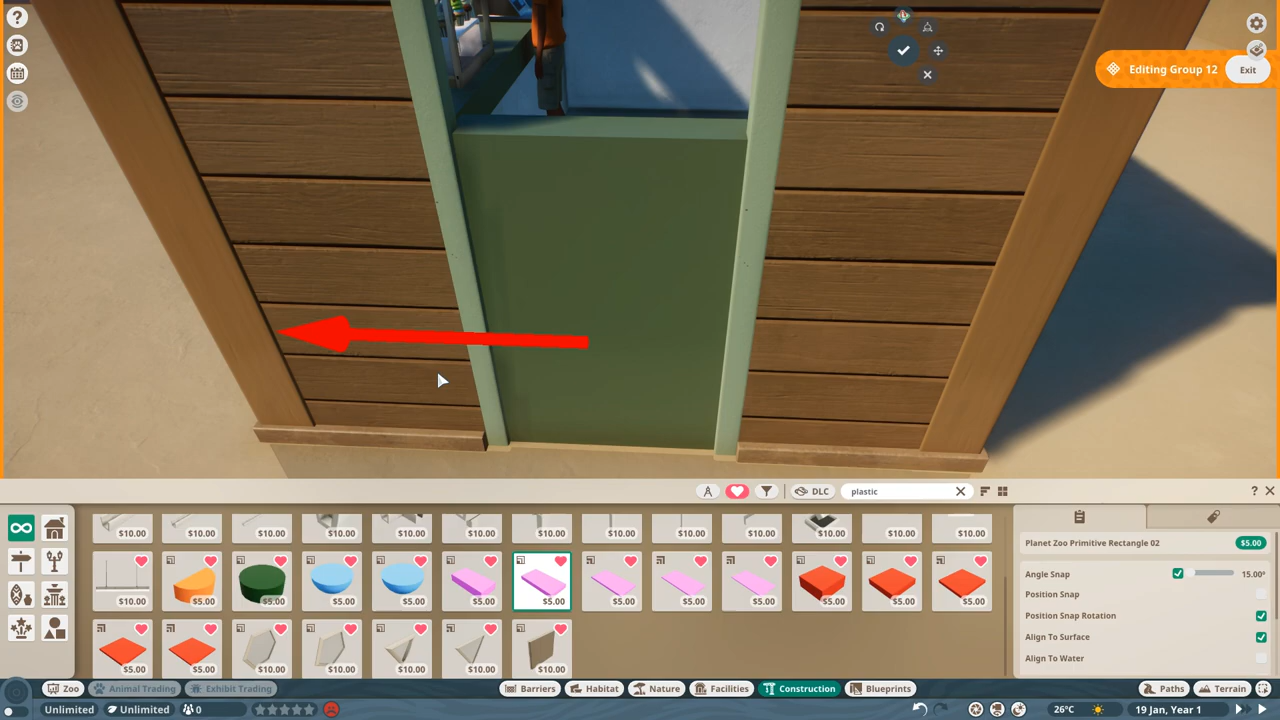 Editing Group 12
Exit
DLC
plastic
$10.00 $10.00 $10.00 $10.00 $10.00 $10.00 $10.00 $10.00 $10.00 $10.00 $10.00 $10.00 $10.00
$10.00 $5.00 $5.00 $5.00 $5.00 $5.00 $5.00 $5.00 $5.00 $5.00 $5.00 $5.00 $5.00
$5.00 $5.00 $10.00 $10.00 $10.00 $10.00 $10.00
Planet Zoo Primitive Rectangle 02 $5.00
Angle Snap 15.00°
Position Snap
Position Snap Rotation
Align To Surface
Align To Water
Zoo Animal Trading Exhibit Trading Barriers Habitat Nature Facilities Construction Blueprints Paths Terrain
Unlimited Unlimited 0 26°C 19 Jan, Year 1